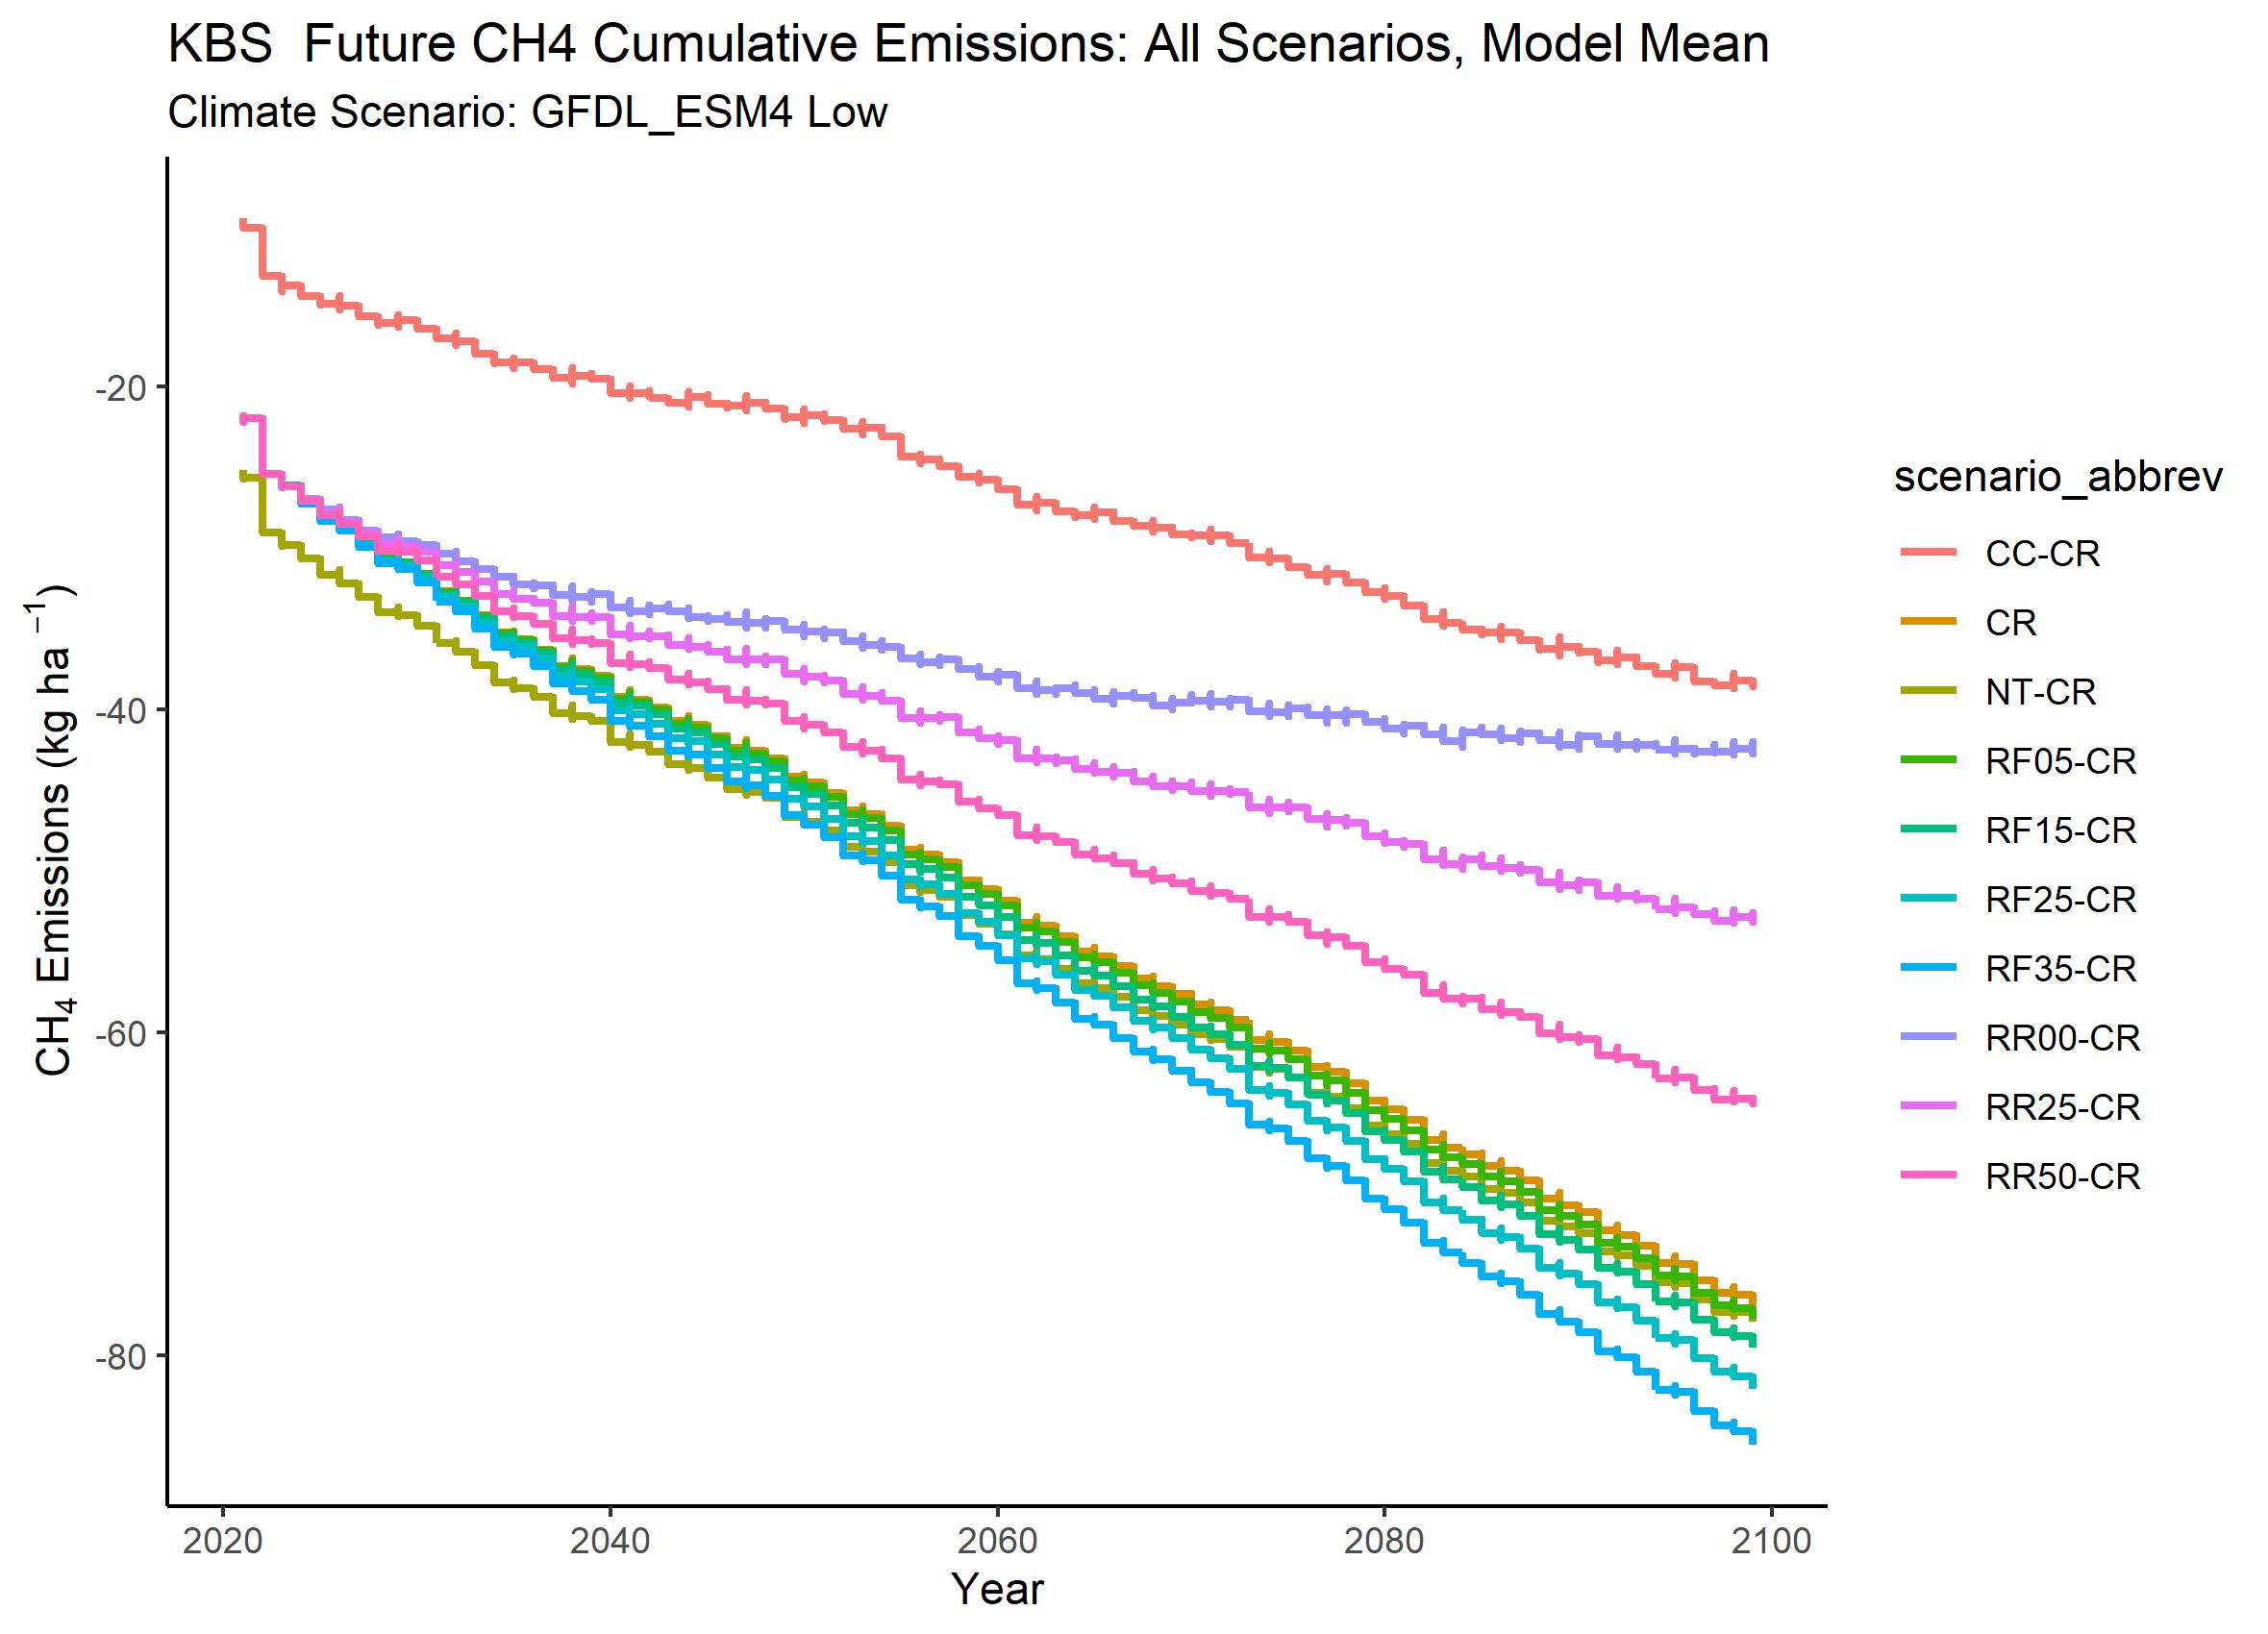 KBS  Future CH4 Cumulative Emissions: All Scenarios, Model Mean
Climate Scenario: GFDL_ESM4 Low
CH₄ Emissions (kg ha ⁻¹)
-20
-40
-60
-80
2020 2040 2060 2080 2100
Year
scenario_abbrev
CC-CR
CR
NT-CR
RF05-CR
RF15-CR
RF25-CR
RF35-CR
RR00-CR
RR25-CR
RR50-CR